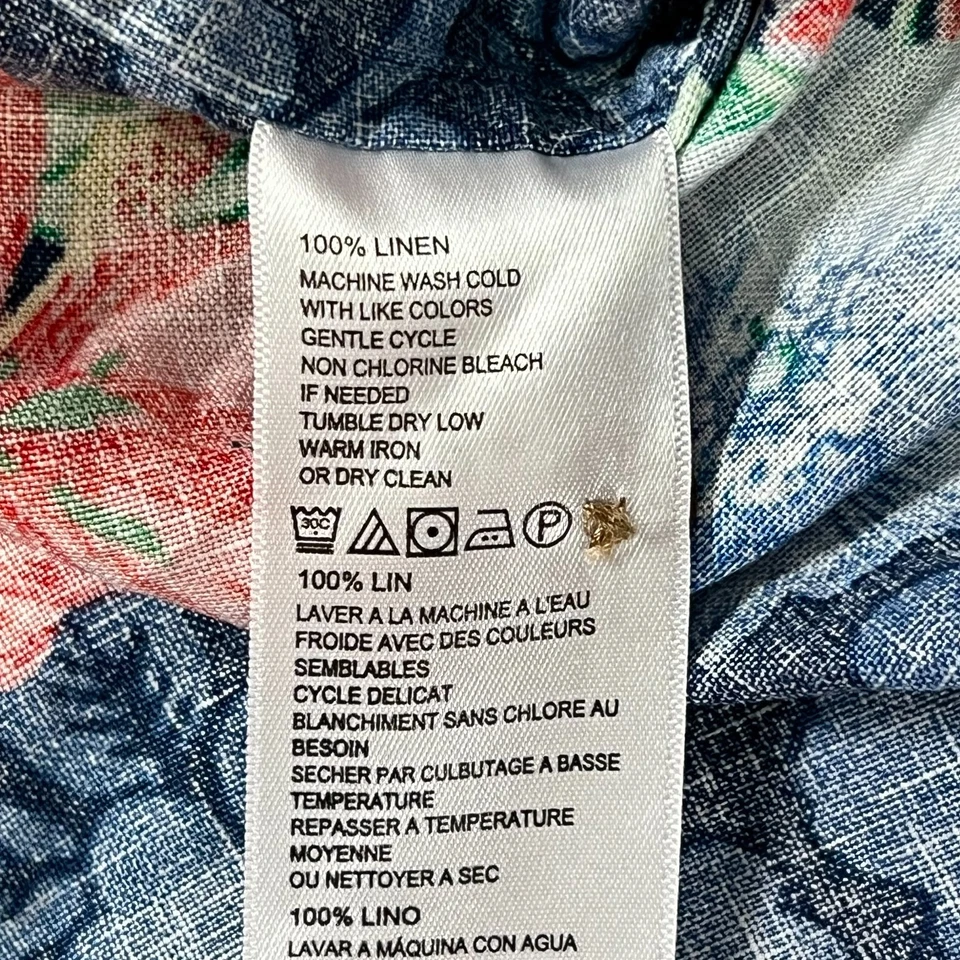 100% LINEN
MACHINE WASH COLD
WITH LIKE COLORS
GENTLE CYCLE
NON CHLORINE BLEACH
IF NEEDED
TUMBLE DRY LOW
WARM IRON
OR DRY CLEAN
30C P
100% LIN
LAVER A LA MACHINE A L'EAU
FROIDE AVEC DES COULEURS
SEMBLABLES
CYCLE DELICAT
BLANCHIMENT SANS CHLORE AU
BESOIN
SECHER PAR CULBUTAGE A BASSE
TEMPERATURE
REPASSER A TEMPERATURE
MOYENNE
OU NETTOYER A SEC
100% LINO
LAVAR A MÁQUINA CON AGUA